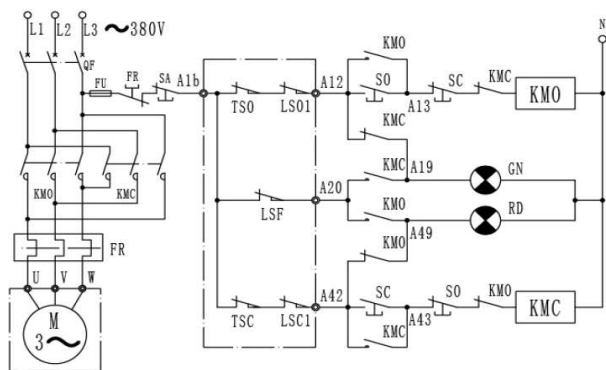 L1 L2 L3 ~380V
N
QF
FU FR SA A1b
TSO LSO1 A12
KMO
SO A13 SC KMC KMO
KMC
KMO KMC
LSF A20
KMC A19 GN
KMO RD
A49
KMO
FR
U V W
M
3~
TSC LSC1 A42
SC A43 SO KMO KMC
KMC